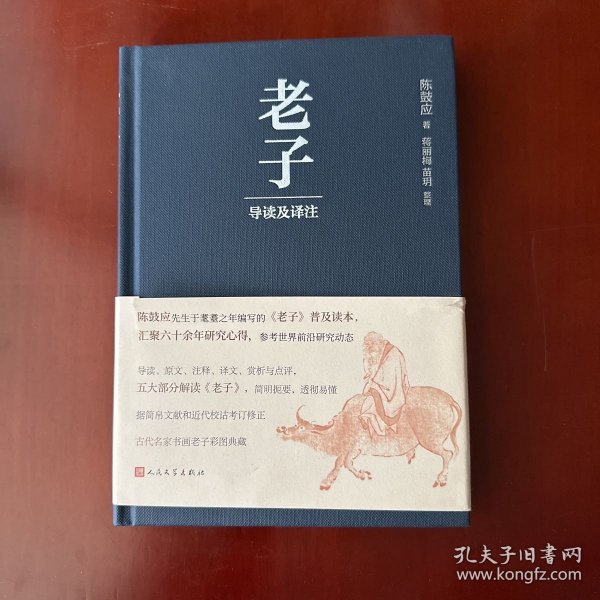 老子
导读及译注
陈鼓应 著
蒋丽梅 苗玥 整理
陈鼓应先生于耄耋之年编写的《老子》普及读本，
汇聚六十余年研究心得，参考世界前沿研究动态
导读、原文、注释、译文、赏析与点评，
五大部分解读《老子》，简明扼要，透彻易懂
据简帛文献和近代校诂考订修正
古代名家书画老子彩图典藏
人民文学出版社
孔夫子旧书网
www.kongfz.com